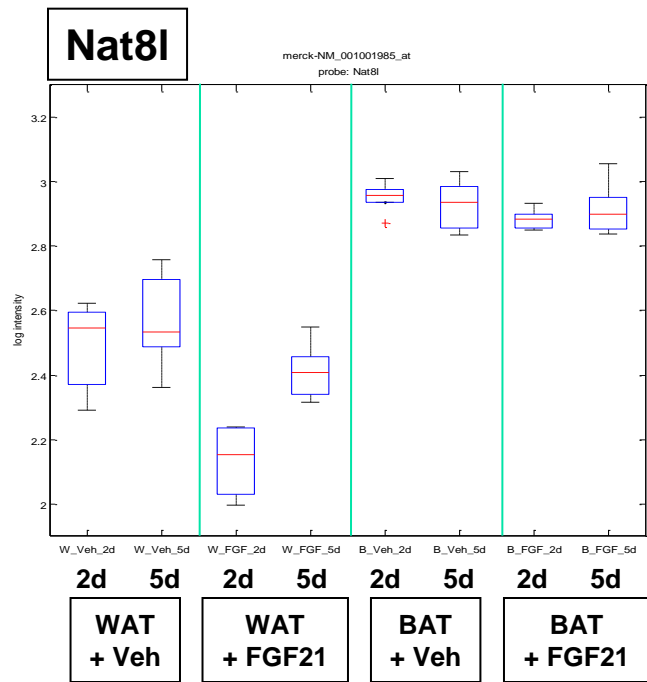 Nat8l
merck-NM_001001985_at
probe: Nat8l
3.2
3
2.8
2.6
2.4
2.2
2
log intensity
W_Veh_2d W_Veh_5d W_FGF_2d W_FGF_5d B_Veh_2d B_Veh_5d B_FGF_2d B_FGF_5d
2d 5d 2d 5d 2d 5d 2d 5d
WAT
+ Veh
WAT
+ FGF21
BAT
+ Veh
BAT
+ FGF21